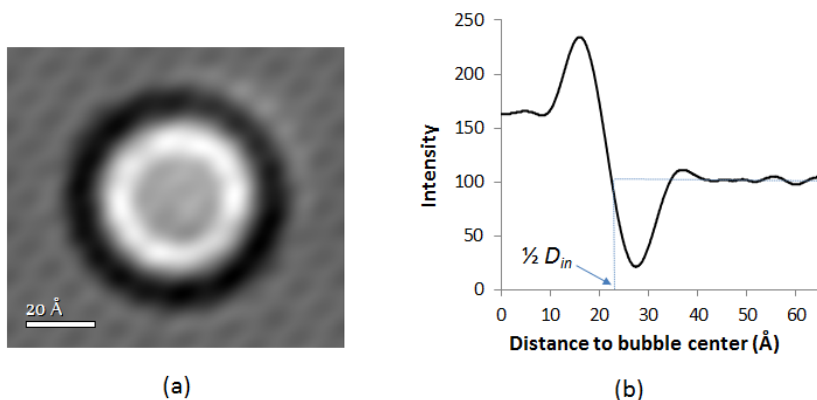 20 Å
(a)
250
200
150
100
50
0
Intensity
½ D_in
0 10 20 30 40 50 60
Distance to bubble center (Å)
(b)